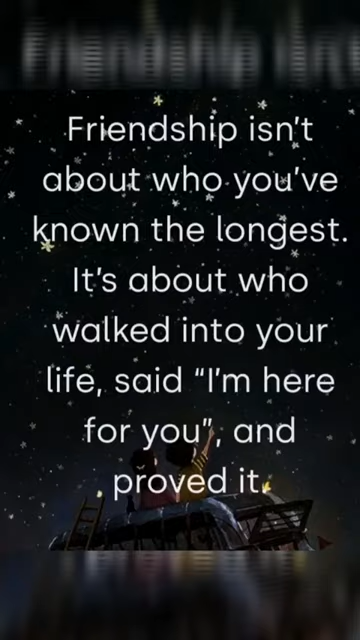 Friendship isn't
about who you've
known the longest.
It's about who
walked into your
life, said “I'm here
for you”, and
proved it.